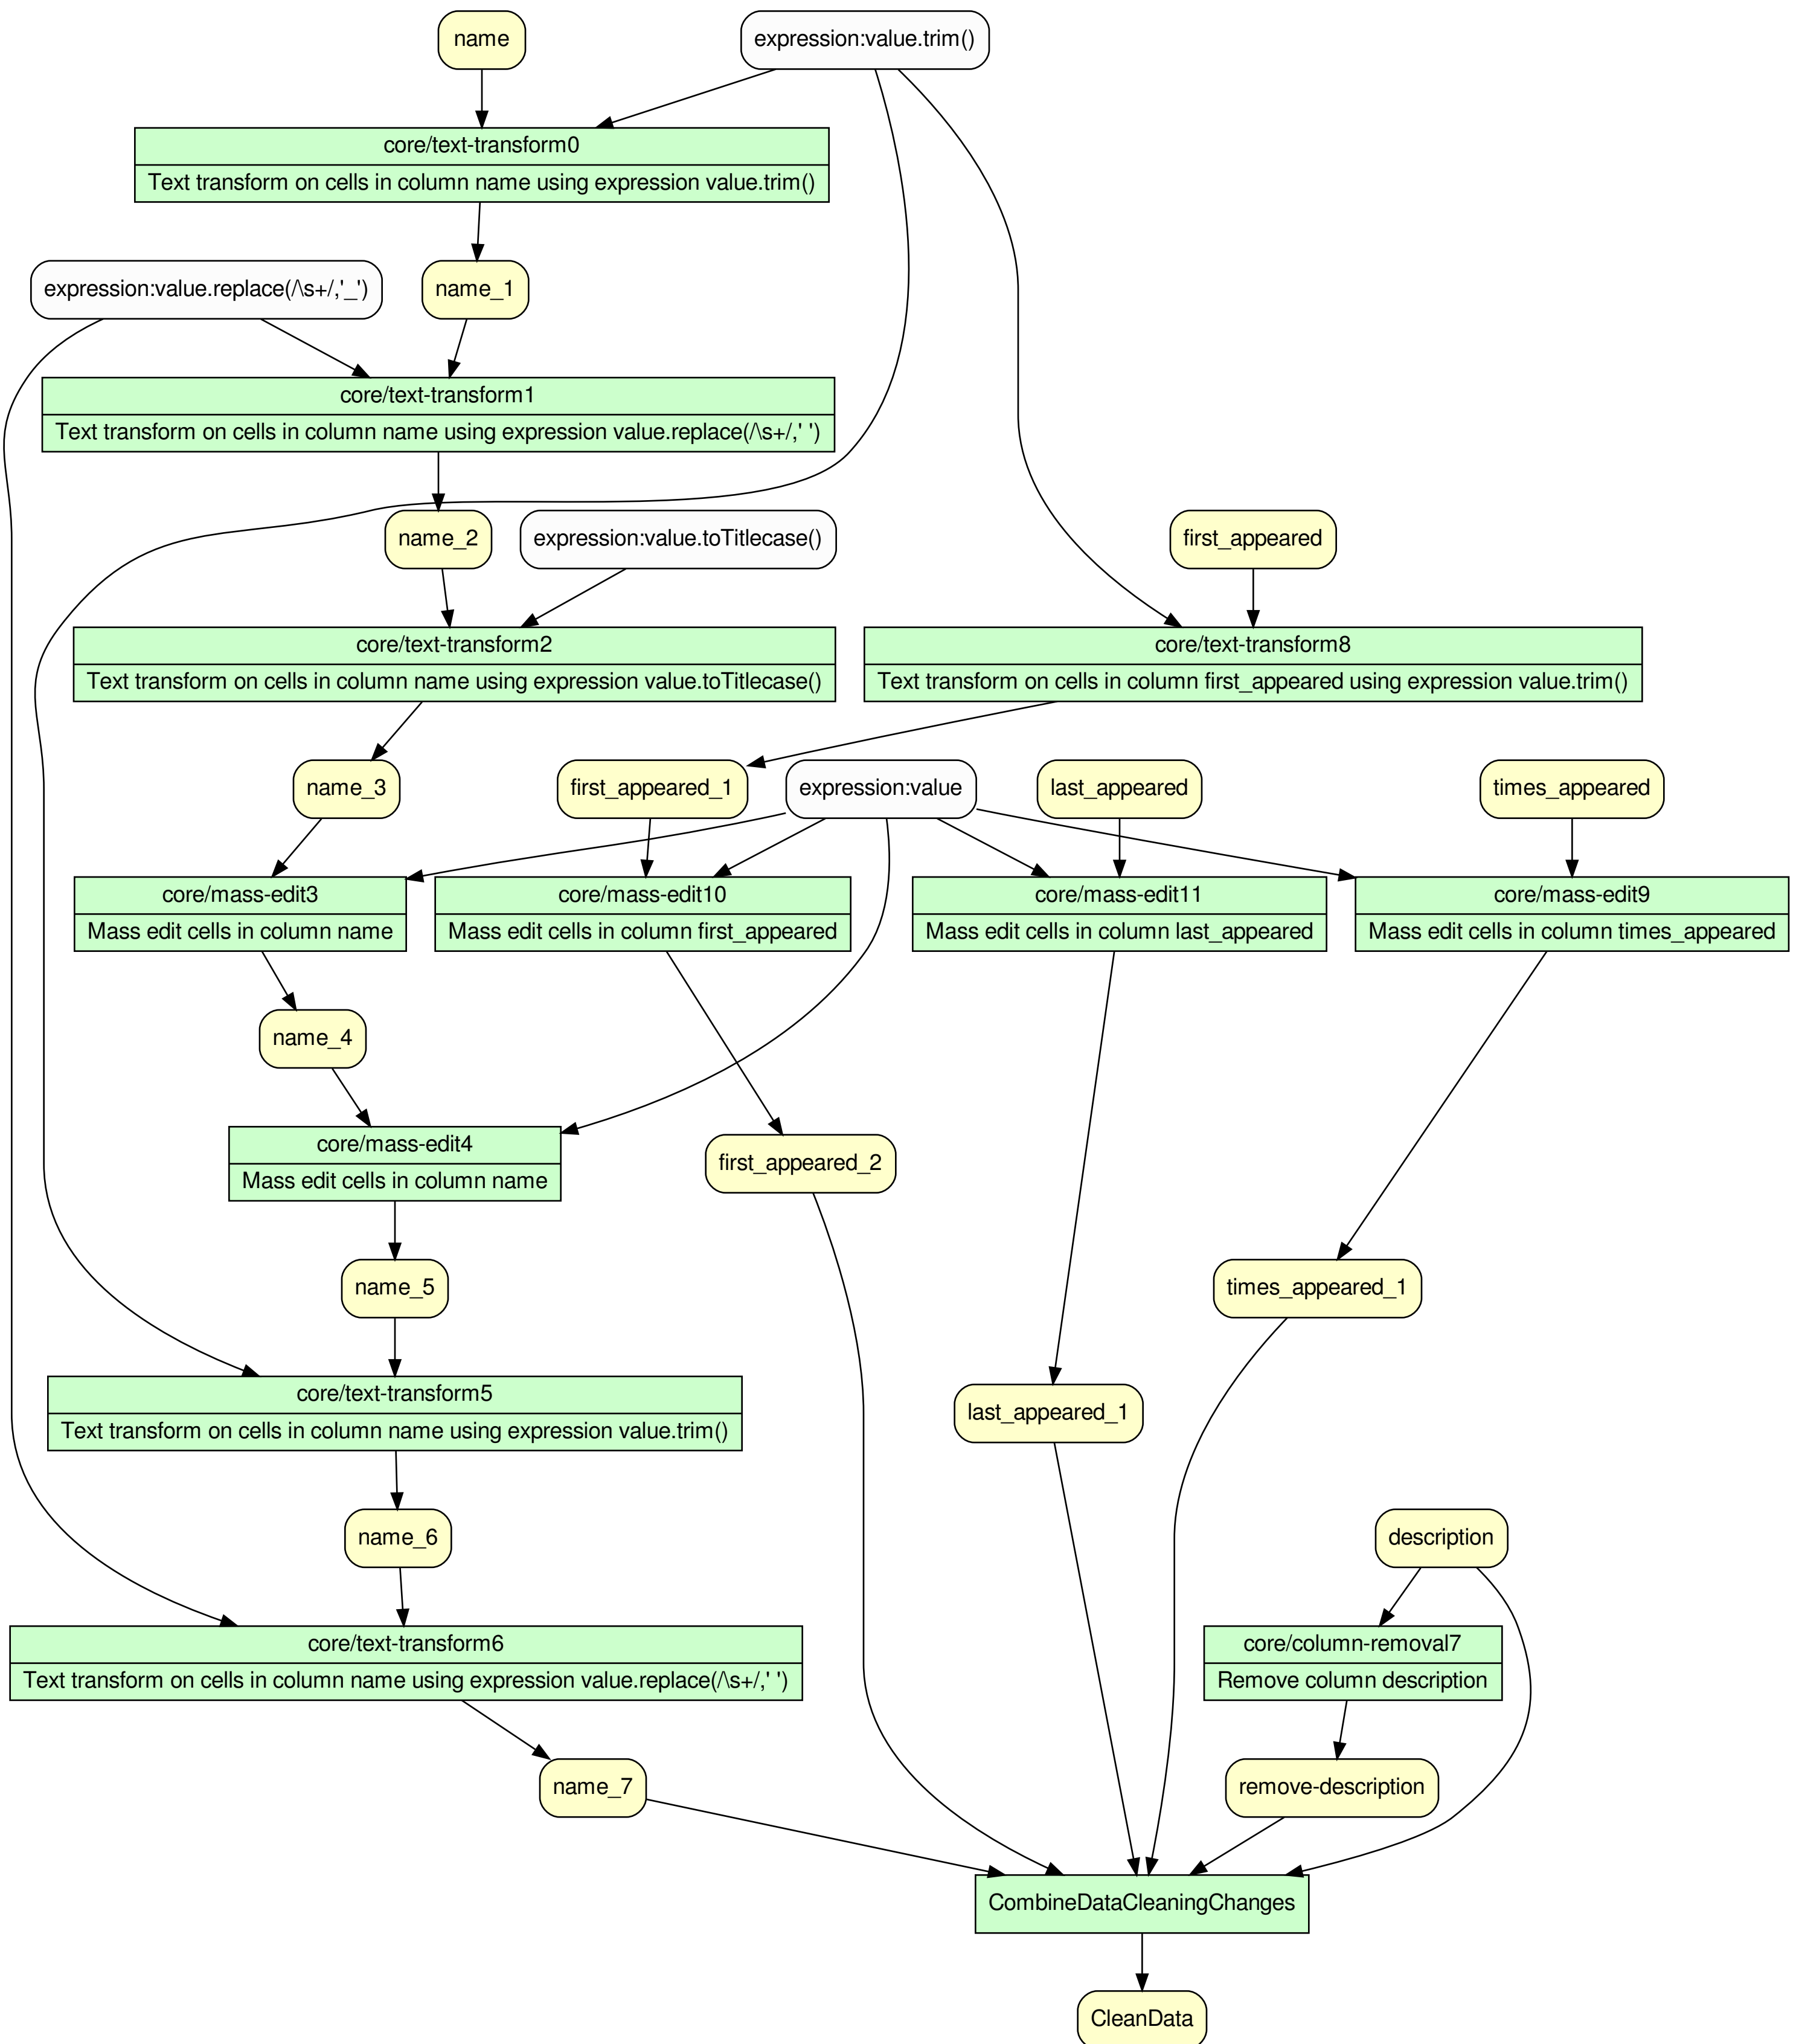 name
expression:value.trim()
core/text-transform0
Text transform on cells in column name using expression value.trim()
expression:value.replace(/\s+/,'_')
name_1
core/text-transform1
Text transform on cells in column name using expression value.replace(/\s+/,' ')
name_2
expression:value.toTitlecase()
first_appeared
core/text-transform2
Text transform on cells in column name using expression value.toTitlecase()
core/text-transform8
Text transform on cells in column first_appeared using expression value.trim()
name_3
first_appeared_1
expression:value
last_appeared
times_appeared
core/mass-edit3
Mass edit cells in column name
core/mass-edit10
Mass edit cells in column first_appeared
core/mass-edit11
Mass edit cells in column last_appeared
core/mass-edit9
Mass edit cells in column times_appeared
name_4
core/mass-edit4
Mass edit cells in column name
first_appeared_2
name_5
times_appeared_1
core/text-transform5
Text transform on cells in column name using expression value.trim()
last_appeared_1
name_6
description
core/text-transform6
Text transform on cells in column name using expression value.replace(/\s+/,' ')
core/column-removal7
Remove column description
name_7
remove-description
CombineDataCleaningChanges
CleanData